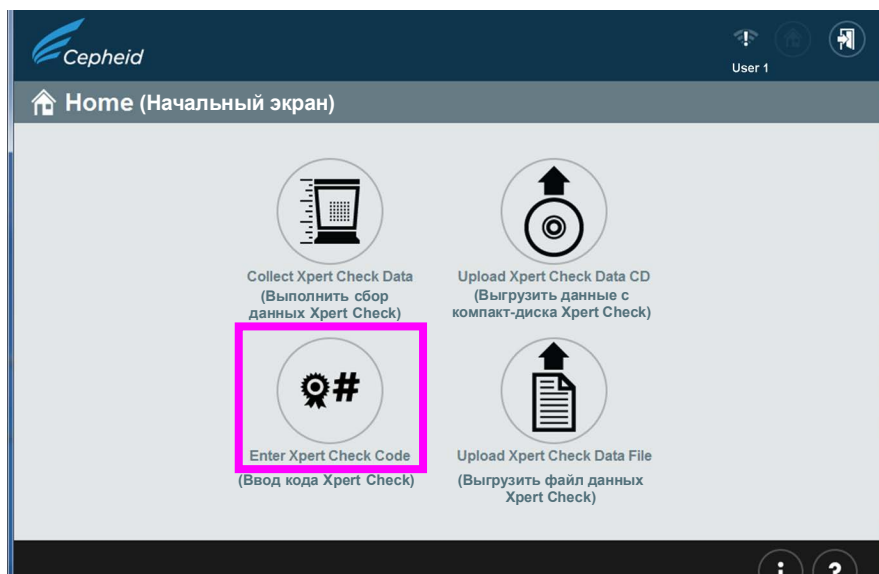 Cepheid
User 1
Home (Начальный экран)
Collect Xpert Check Data
(Выполнить сбор
данных Xpert Check)
Upload Xpert Check Data CD
(Выгрузить данные с
компакт-диска Xpert Check)
#
Enter Xpert Check Code
(Ввод кода Xpert Check)
Upload Xpert Check Data File
(Выгрузить файл данных
Xpert Check)
i ?